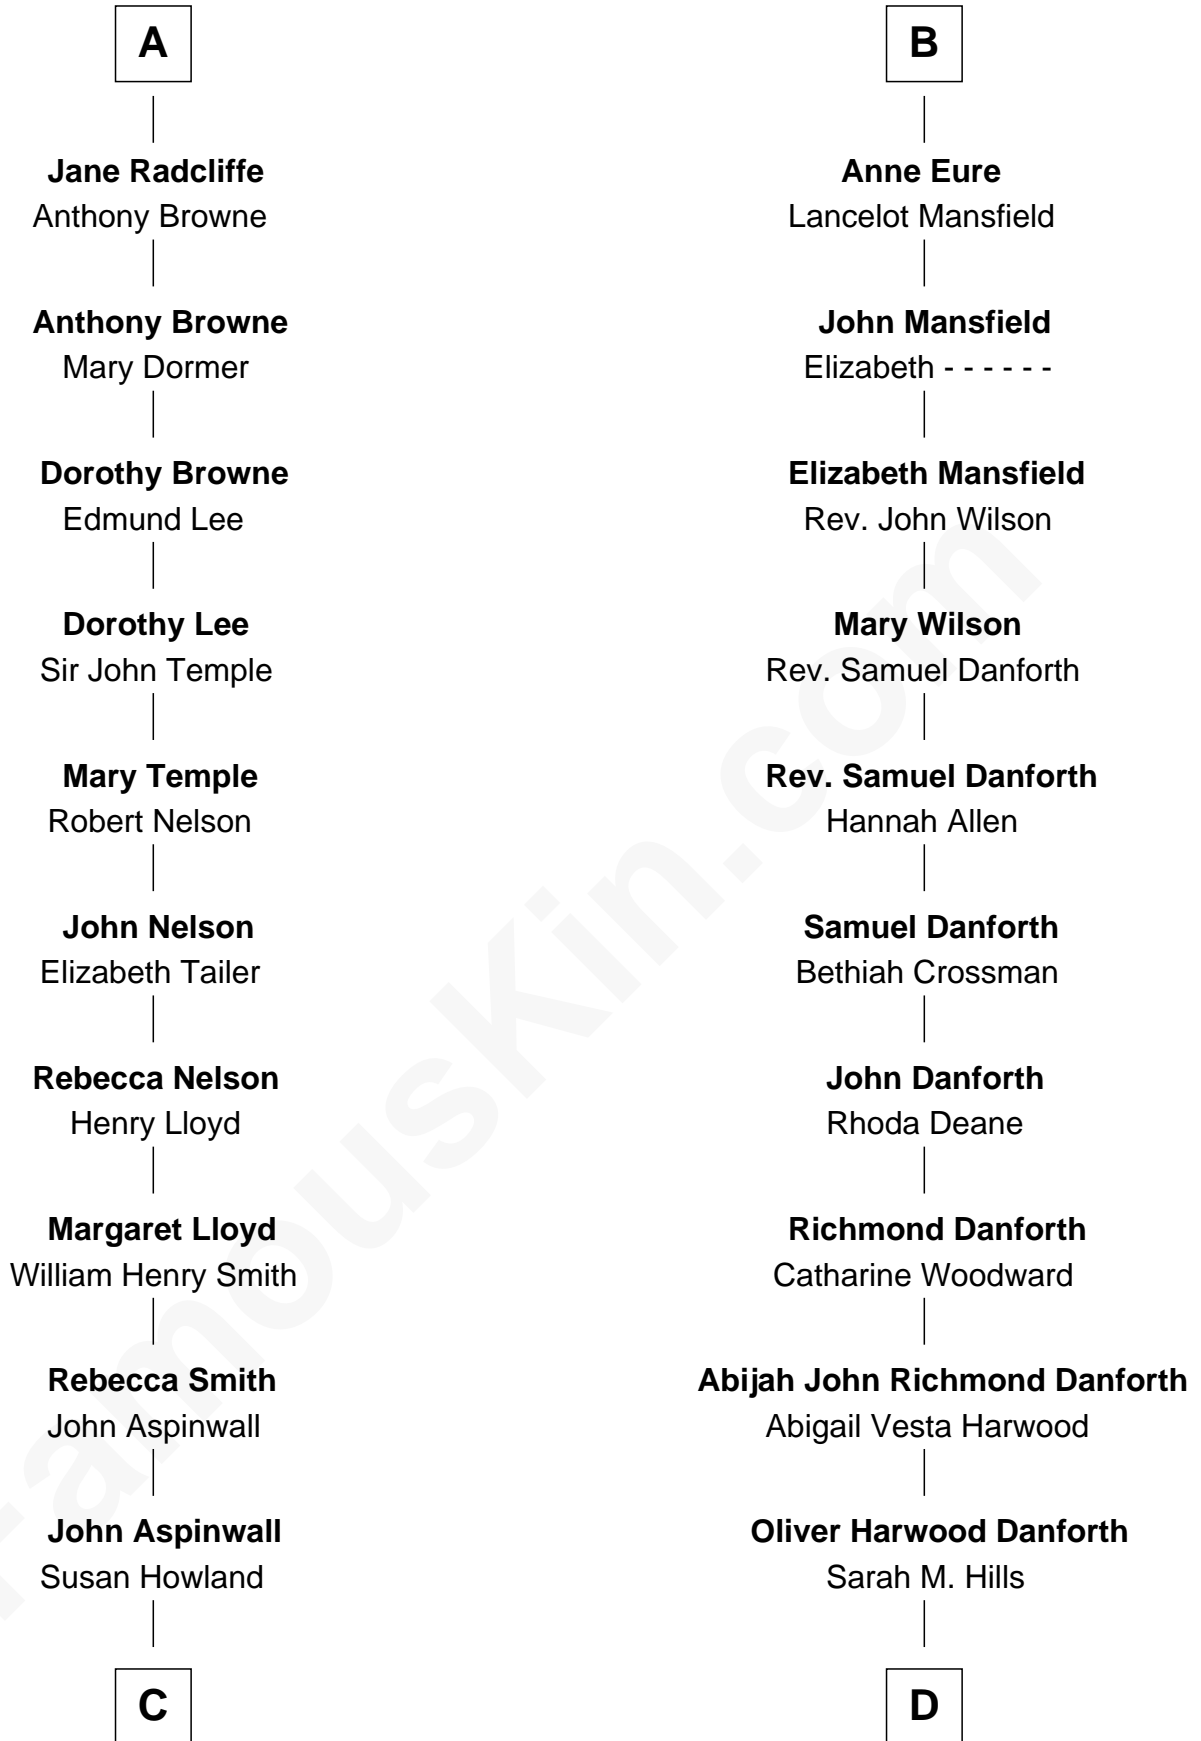 A
Jane Radcliffe
Anthony Browne
Anthony Browne
Mary Dormer
Dorothy Browne
Edmund Lee
Dorothy Lee
Sir John Temple
Mary Temple
Robert Nelson
John Nelson
Elizabeth Tailer
Rebecca Nelson
Henry Lloyd
Margaret Lloyd
William Henry Smith
Rebecca Smith
John Aspinwall
John Aspinwall
Susan Howland
C
B
Anne Eure
Lancelot Mansfield
John Mansfield
Elizabeth - - - - - -
Elizabeth Mansfield
Rev. John Wilson
Mary Wilson
Rev. Samuel Danforth
Rev. Samuel Danforth
Hannah Allen
Samuel Danforth
Bethiah Crossman
John Danforth
Rhoda Deane
Richmond Danforth
Catharine Woodward
Abijah John Richmond Danforth
Abigail Vesta Harwood
Oliver Harwood Danforth
Sarah M. Hills
D
FamousKin.com